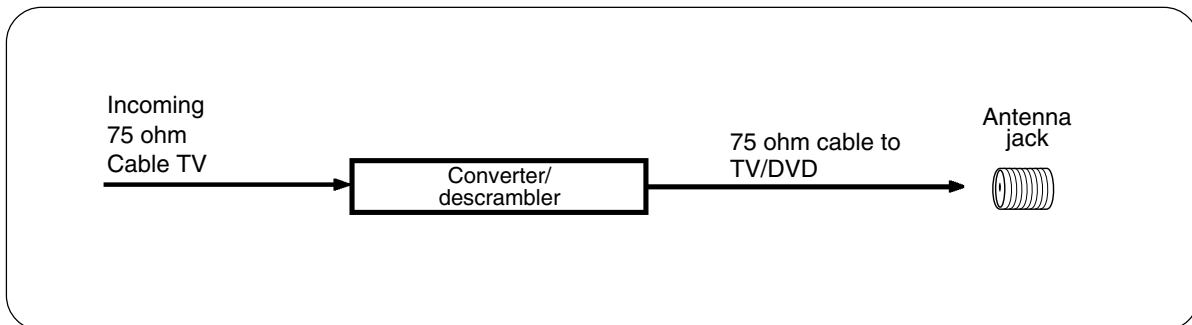 Incoming
75 ohm
Cable TV
Converter/
descrambler
75 ohm cable to
TV/DVD
Antenna
jack